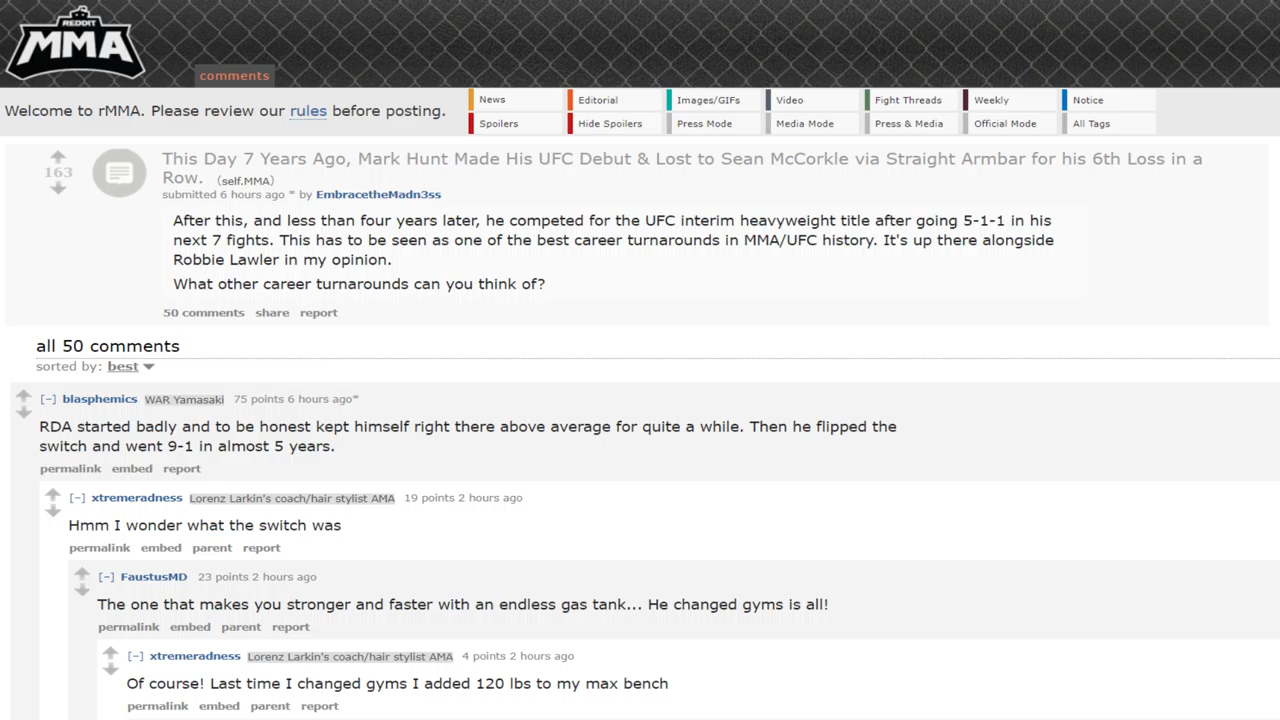 REDDIT
MMA
comments
Welcome to rMMA. Please review our rules before posting.
News Editorial Images/GIFs Video Fight Threads Weekly Notice
Spoilers Hide Spoilers Press Mode Media Mode Press & Media Official Mode All Tags
This Day 7 Years Ago, Mark Hunt Made His UFC Debut & Lost to Sean McCorkle via Straight Armbar for his 6th Loss in a
163
Row. (self.MMA)
submitted 6 hours ago * by EmbracetheMadn3ss
After this, and less than four years later, he competed for the UFC interim heavyweight title after going 5-1-1 in his
next 7 fights. This has to be seen as one of the best career turnarounds in MMA/UFC history. It's up there alongside
Robbie Lawler in my opinion.
What other career turnarounds can you think of?
50 comments share report
all 50 comments
sorted by: best
[–] blasphemics WAR Yamasaki 75 points 6 hours ago*
RDA started badly and to be honest kept himself right there above average for quite a while. Then he flipped the
switch and went 9-1 in almost 5 years.
permalink embed report
[–] xtremeradness Lorenz Larkin's coach/hair stylist AMA 19 points 2 hours ago
Hmm I wonder what the switch was
permalink embed parent report
[–] FaustusMD 23 points 2 hours ago
The one that makes you stronger and faster with an endless gas tank... He changed gyms is all!
permalink embed parent report
[–] xtremeradness Lorenz Larkin's coach/hair stylist AMA 4 points 2 hours ago
Of course! Last time I changed gyms I added 120 lbs to my max bench
permalink embed parent report